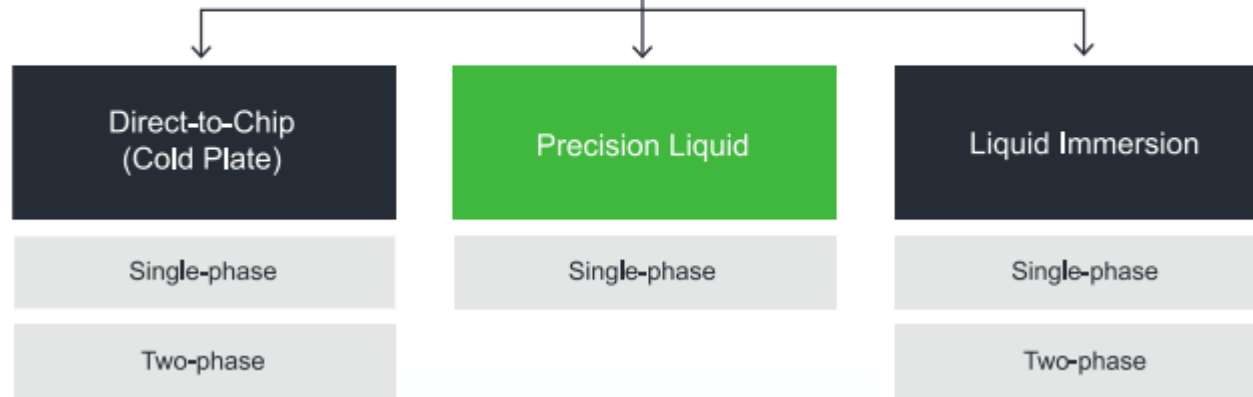 Direct-to-Chip
(Cold Plate)
Precision Liquid
Liquid Immersion
Single-phase
Single-phase
Single-phase
Two-phase
Two-phase